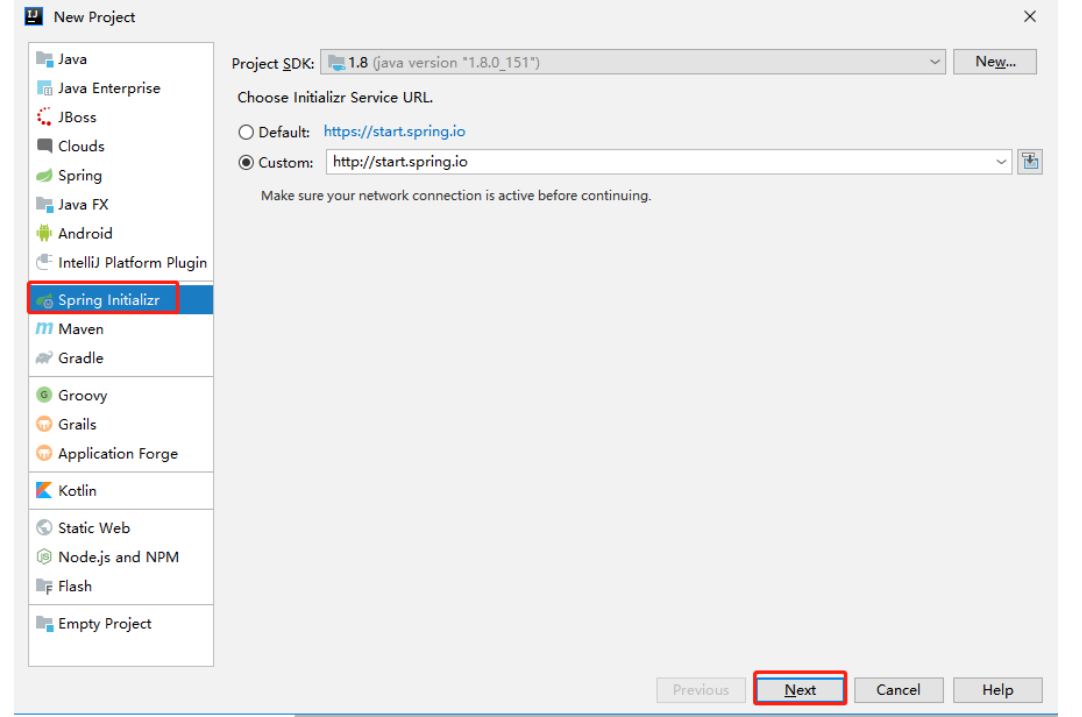 New Project
Java
Java Enterprise
JBoss
Clouds
Spring
Java FX
Android
IntelliJ Platform Plugin
Spring Initializr
Maven
Gradle
Groovy
Grails
Application Forge
Kotlin
Static Web
Node.js and NPM
Flash
Empty Project
Project SDK: 1.8 (java version "1.8.0_151") New...
Choose Initializr Service URL.
Default: https://start.spring.io
Custom: http://start.spring.io
Make sure your network connection is active before continuing.
Previous Next Cancel Help